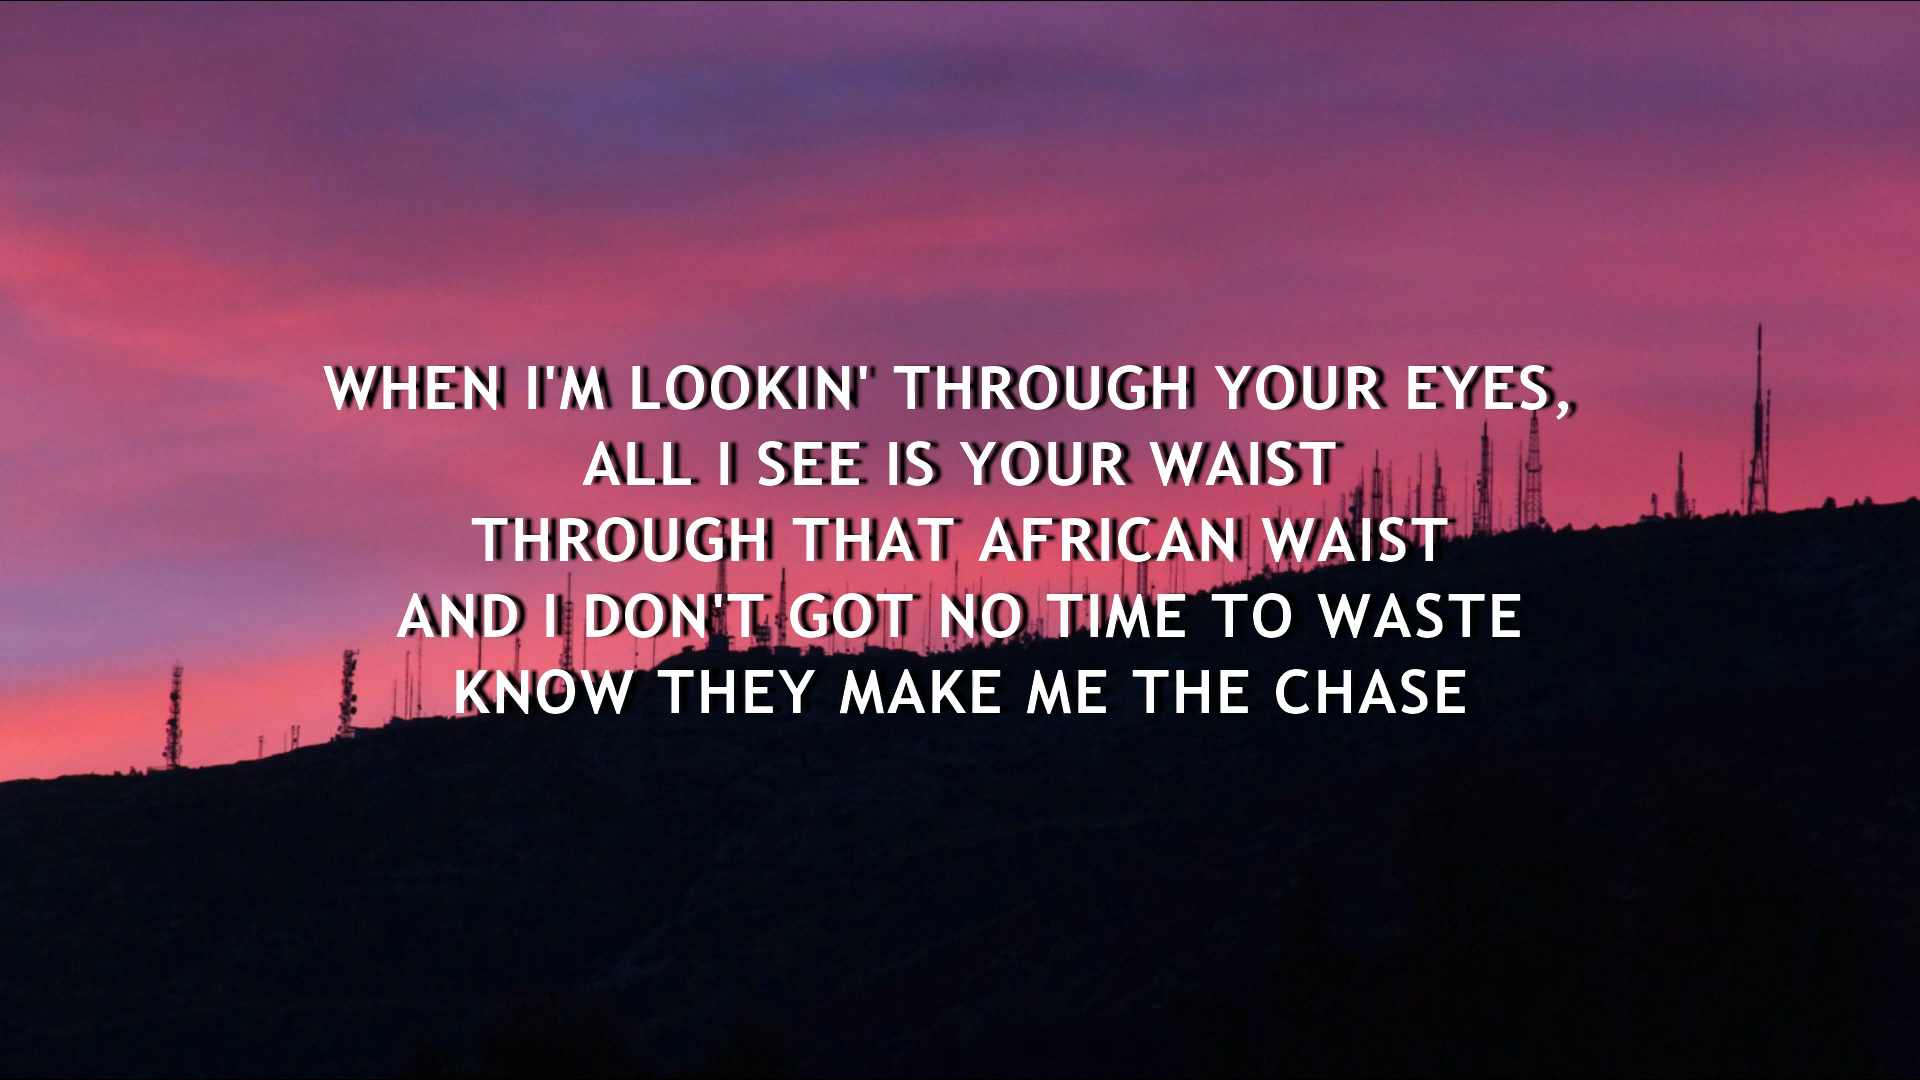 WHEN I'M LOOKIN' THROUGH YOUR EYES,
ALL I SEE IS YOUR WAIST
THROUGH THAT AFRICAN WAIST
AND I DON'T GOT NO TIME TO WASTE
KNOW THEY MAKE ME THE CHASE